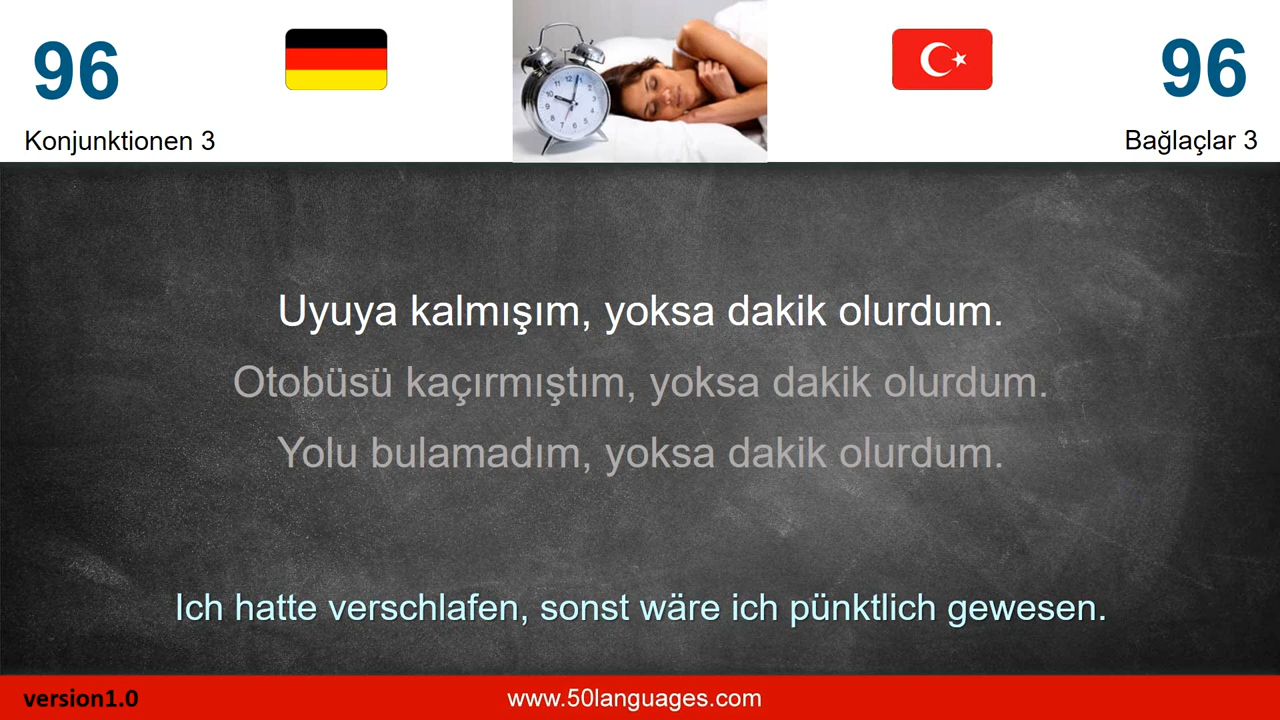 96
96
Konjunktionen 3
Bağlaçlar 3
Uyuya kalmışım, yoksa dakik olurdum.
Otobüsü kaçırmıştım, yoksa dakik olurdum.
Yolu bulamadım, yoksa dakik olurdum.
Ich hatte verschlafen, sonst wäre ich pünktlich gewesen.
version1.0
www.50languages.com